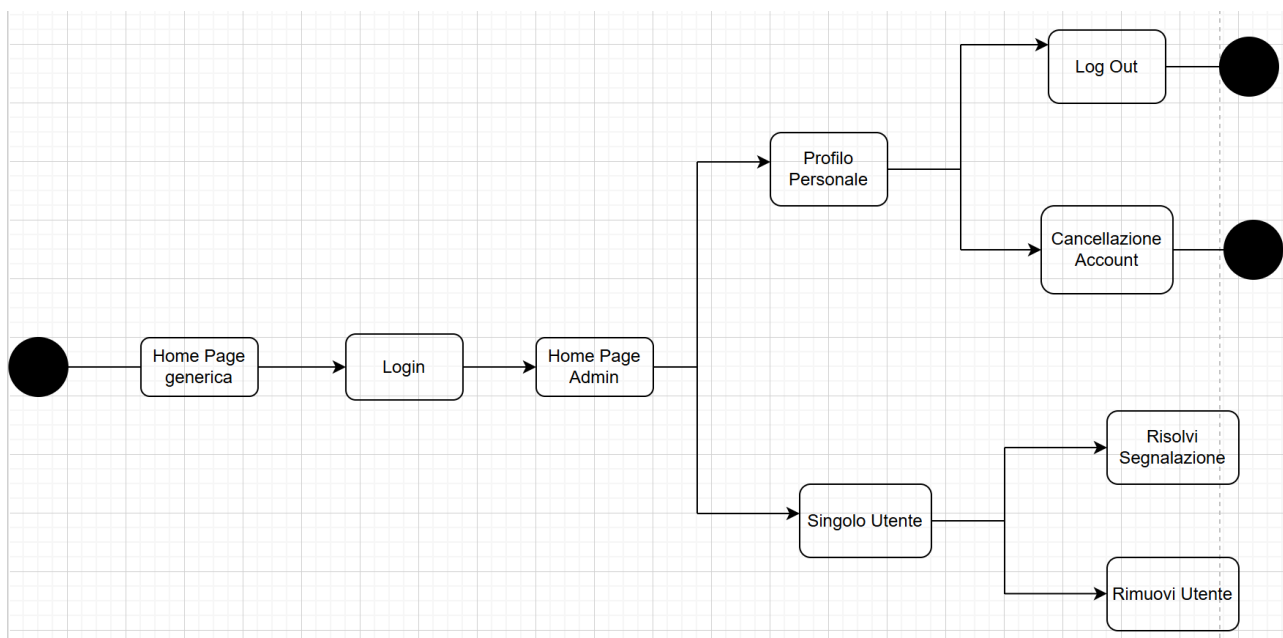 Log Out
Profilo
Personale
Cancellazione
Account
Home Page
generica
Login
Home Page
Admin
Risolvi
Segnalazione
Singolo Utente
Rimuovi Utente